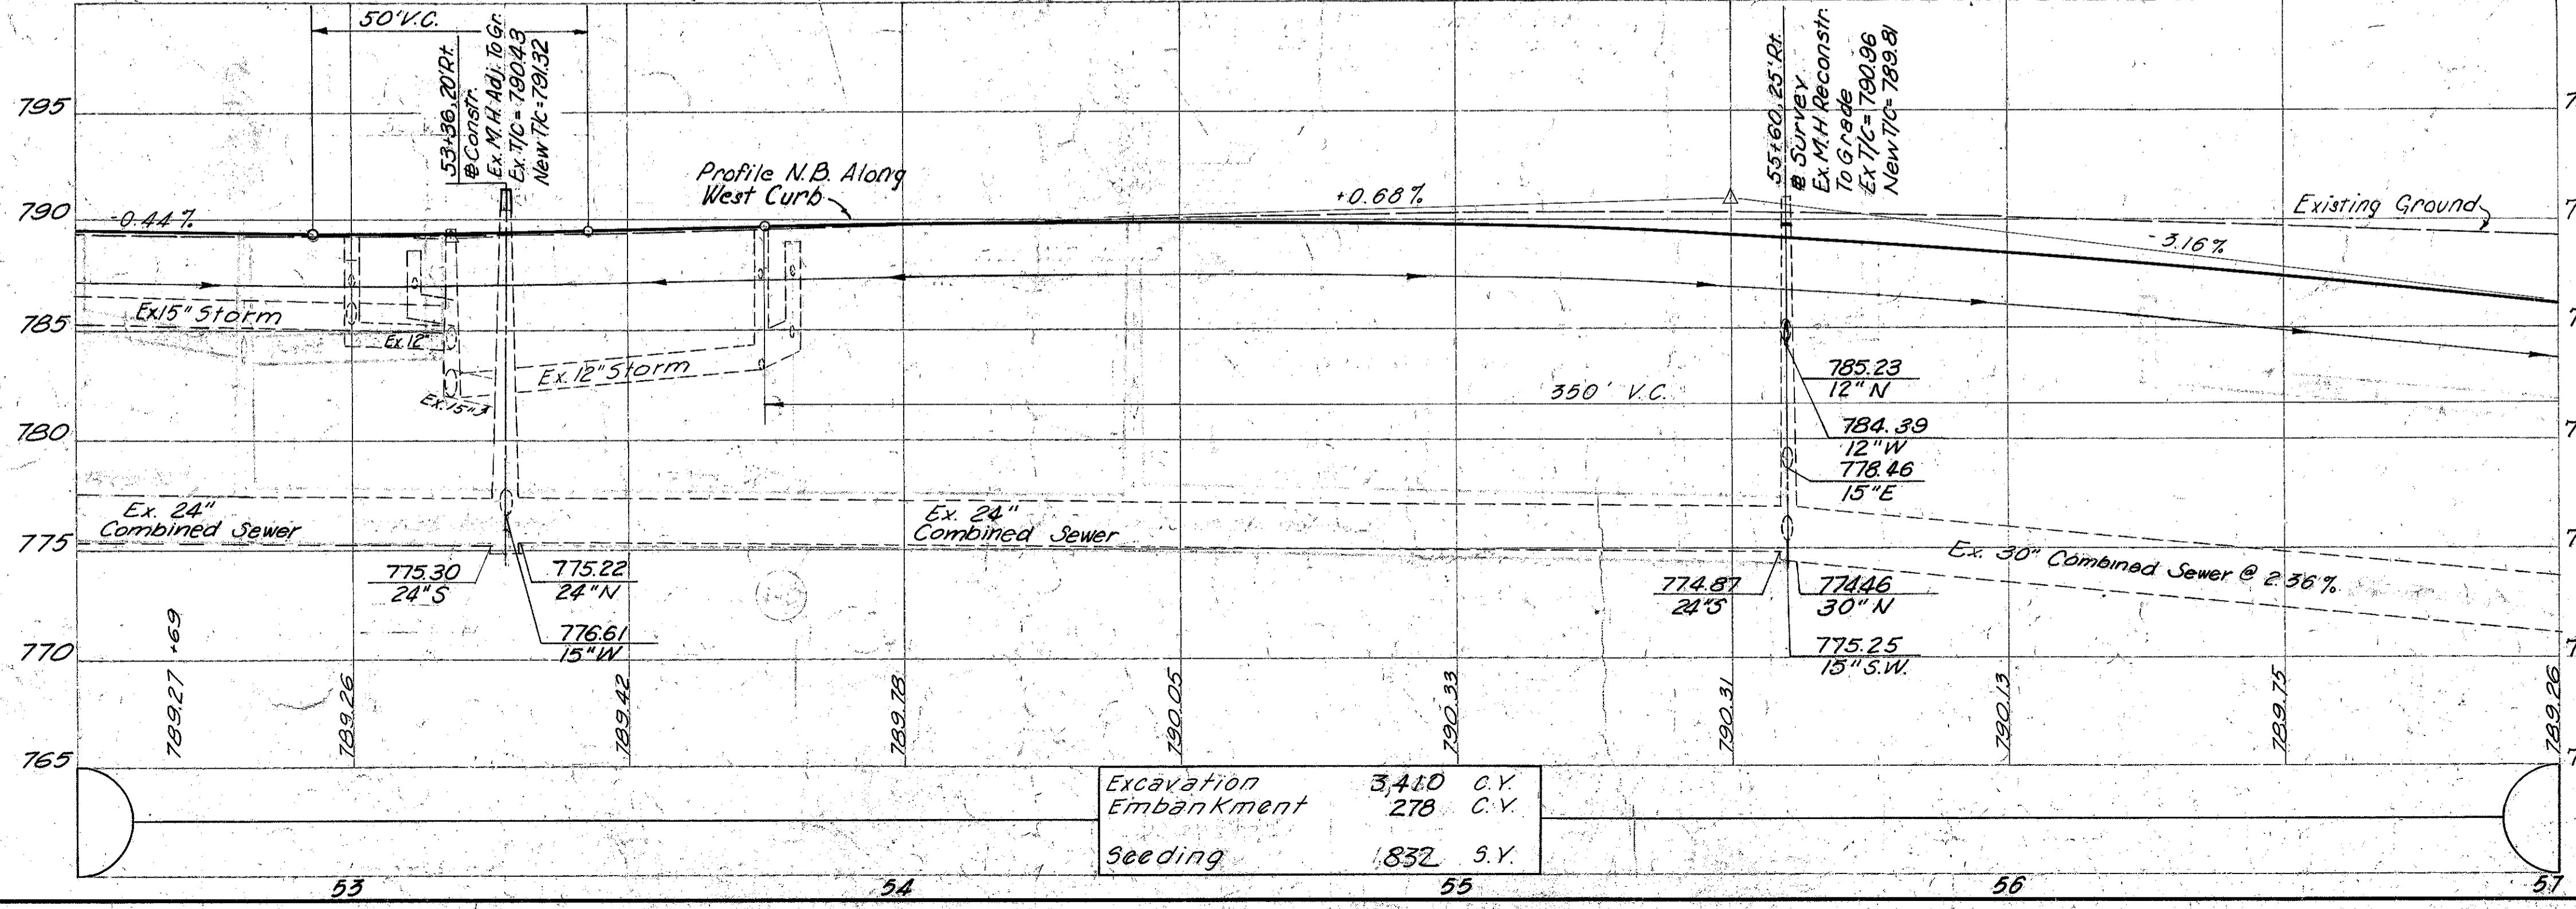 50' V.C.
53+36, 20' Rt.
₵ Constr.
Ex. M.H. Adj. To Gr.
Ex. T/C = 790.43
New T/C = 791.32
55+60, 25' Rt.
₵ Survey
Ex. M.H. Reconstr.
To Grade
Ex T/C = 790.96
New T/C = 789.81
795
790
785
780
775
770
765
-0.44%
Profile N.B. Along
West Curb
+0.68%
Existing Ground
-3.16%
Ex 15" Storm
Ex. 12"
Ex. 12" Storm
Ex. 15"
350' V.C.
785.23
12" N
784.39
12" W
778.46
15" E
Ex. 24"
Combined Sewer
Ex. 24"
Combined Sewer
Ex. 30" Combined Sewer @ 2.36%
775.30
24" S
775.22
24" N
776.61
15" W
774.87
24" S
774.46
30" N
775.25
15" S.W.
789.27 +69
789.26
789.42
789.78
790.05
790.33
790.31
790.13
789.75
789.26
Excavation 3,410 C.Y.
Embankment 278 C.Y.
Seeding 1832 S.Y.
53
54
55
56
57